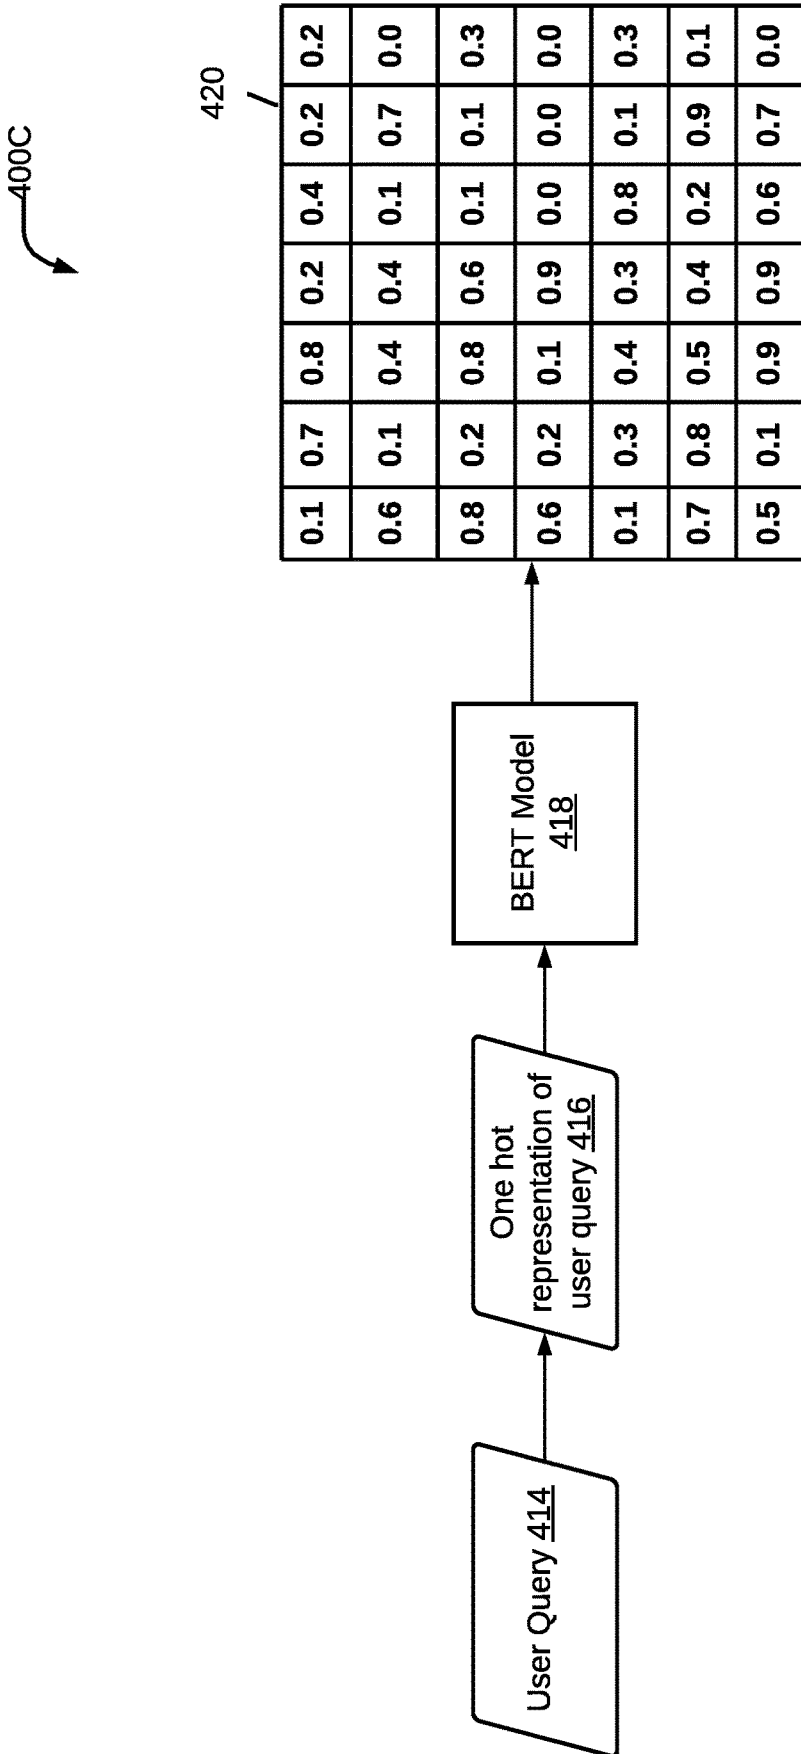 400C
User Query 414
One hot
representation of
user query 416
BERT Model
418
420
0.1 0.7 0.8 0.2 0.4 0.2 0.2
0.6 0.1 0.4 0.4 0.1 0.7 0.0
0.8 0.2 0.8 0.6 0.1 0.1 0.3
0.6 0.2 0.1 0.9 0.0 0.0 0.0
0.1 0.3 0.4 0.3 0.8 0.1 0.3
0.7 0.8 0.5 0.4 0.2 0.9 0.1
0.5 0.1 0.9 0.9 0.6 0.7 0.0